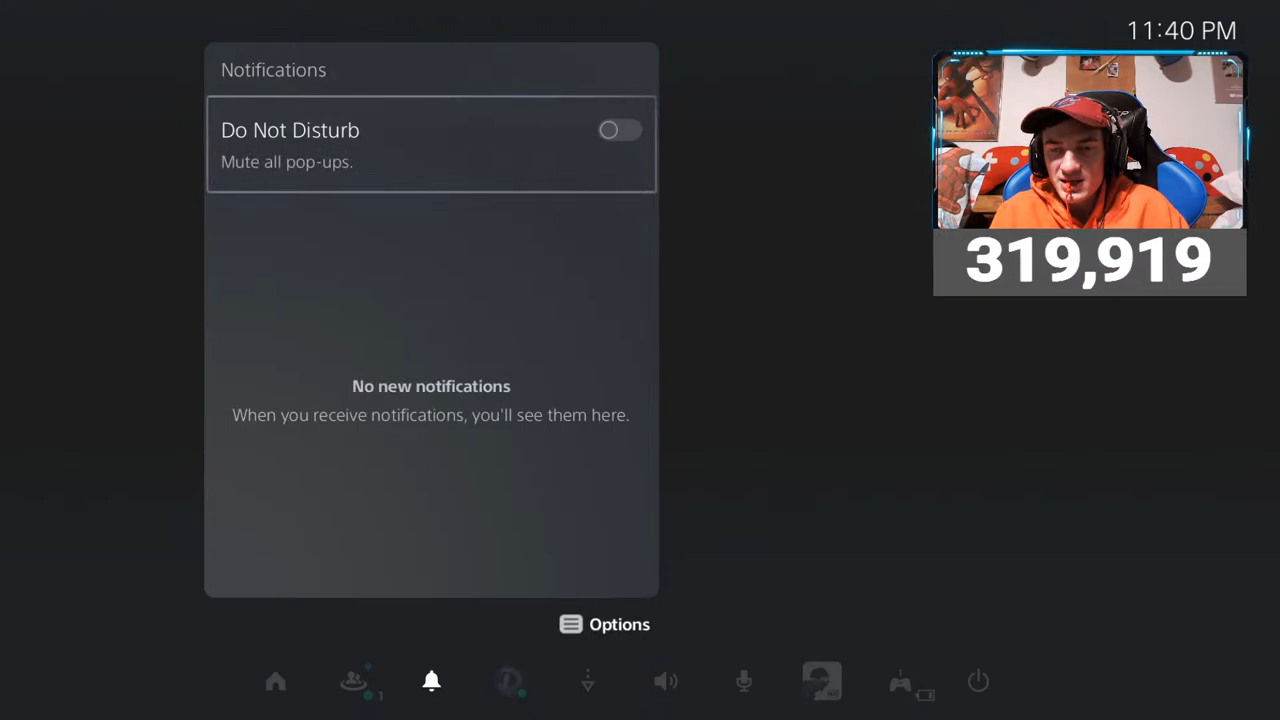 11:40 PM
Notifications
Do Not Disturb
Mute all pop-ups.
319,919
No new notifications
When you receive notifications, you'll see them here.
Options
1